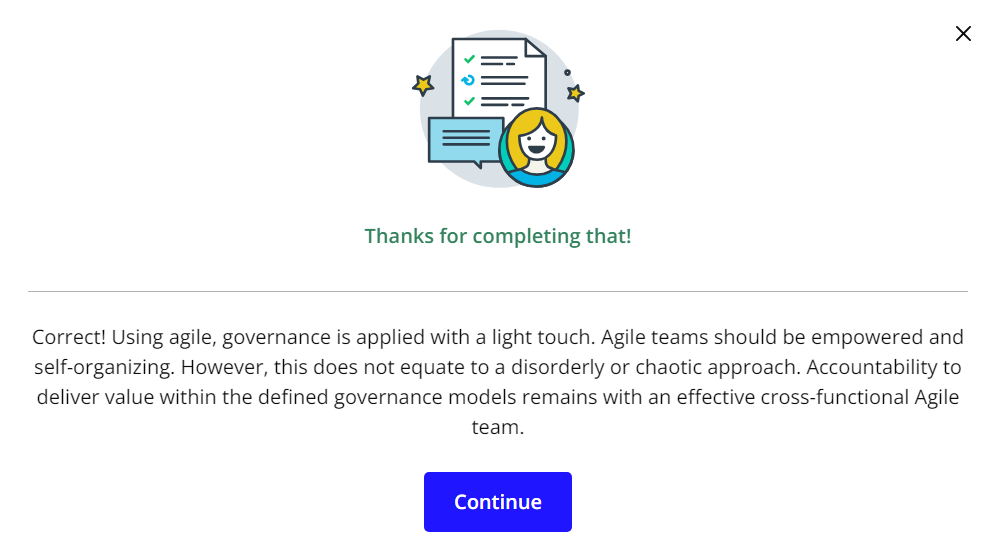 Thanks for completing that!
Correct! Using agile, governance is applied with a light touch. Agile teams should be empowered and
self-organizing. However, this does not equate to a disorderly or chaotic approach. Accountability to
deliver value within the defined governance models remains with an effective cross-functional Agile
team.
Continue